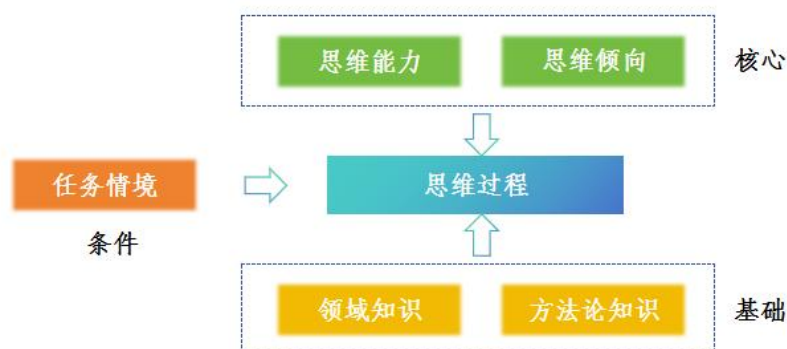 思维能力
思维倾向
核心
任务情境
思维过程
条件
领域知识
方法论知识
基础